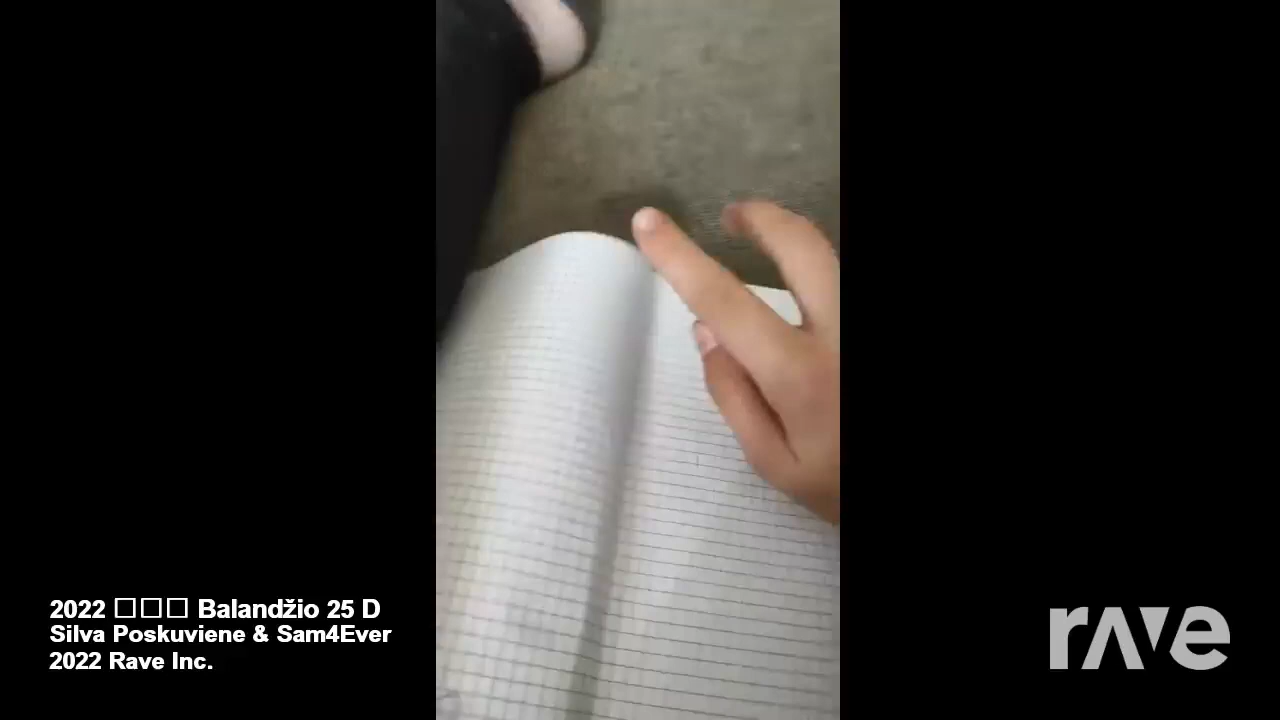 2022 □□□ Balandžio 25 D
Silva Poskuviene & Sam4Ever
2022 Rave Inc.
rave